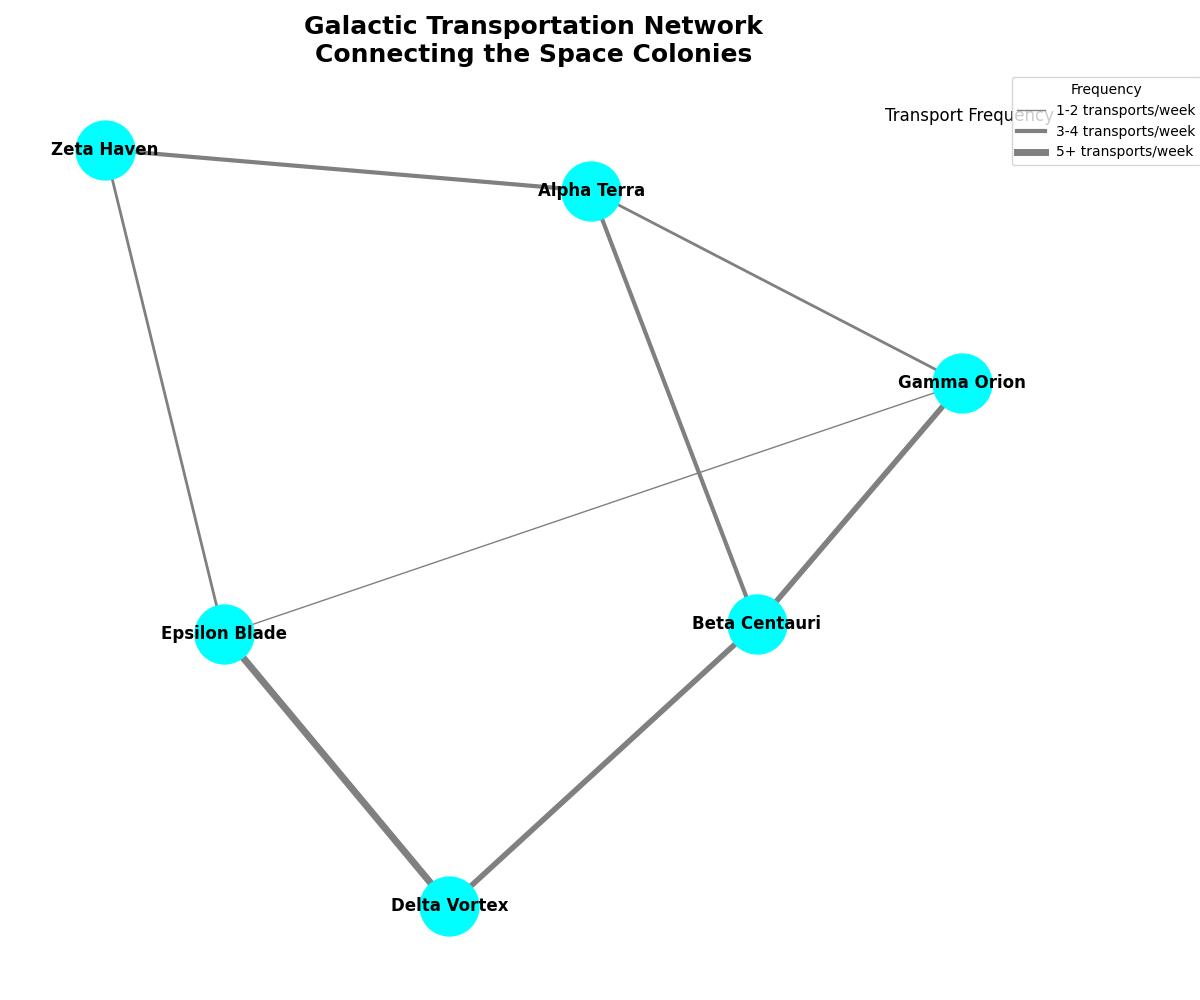 Galactic Transportation Network
Connecting the Space Colonies
Transport Frequency
Frequency
1-2 transports/week
3-4 transports/week
5+ transports/week
Zeta Haven
Alpha Terra
Gamma Orion
Epsilon Blade
Beta Centauri
Delta Vortex